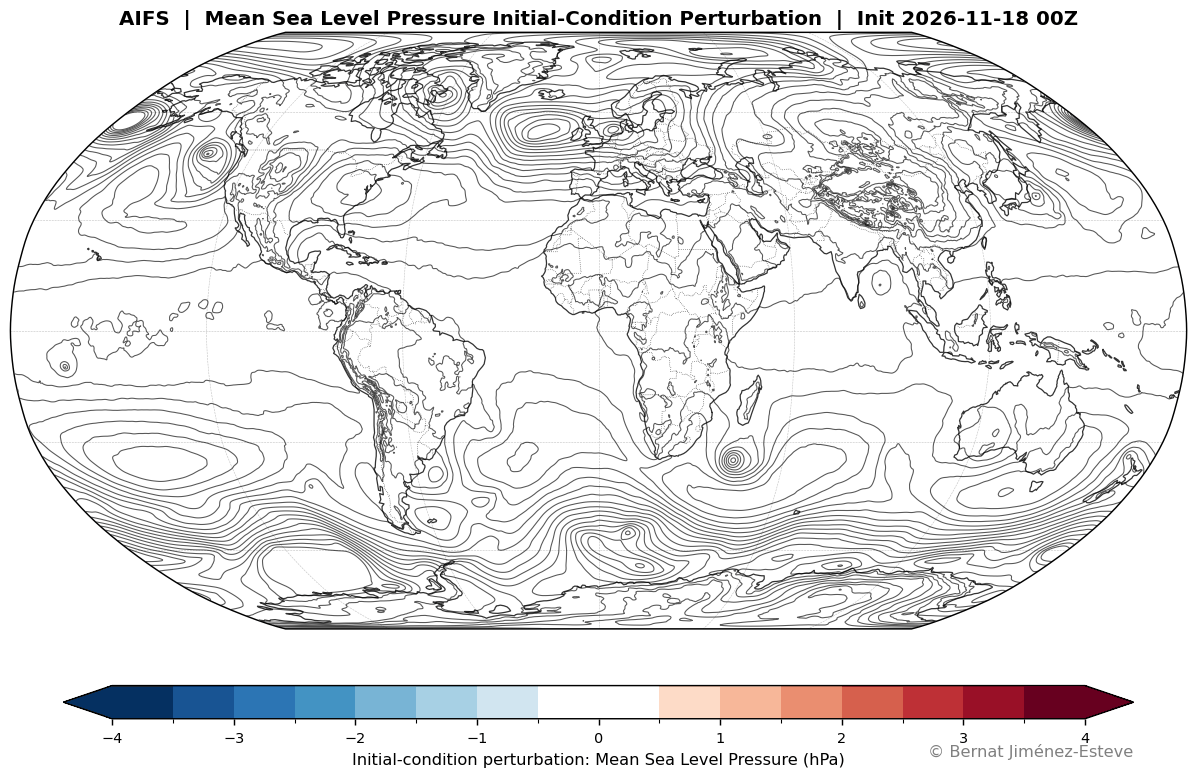 AIFS | Mean Sea Level Pressure Initial-Condition Perturbation | Init 2026-11-18 00Z
−4 −3 −2 −1 0 1 2 3 4
© Bernat Jiménez-Esteve
Initial-condition perturbation: Mean Sea Level Pressure (hPa)